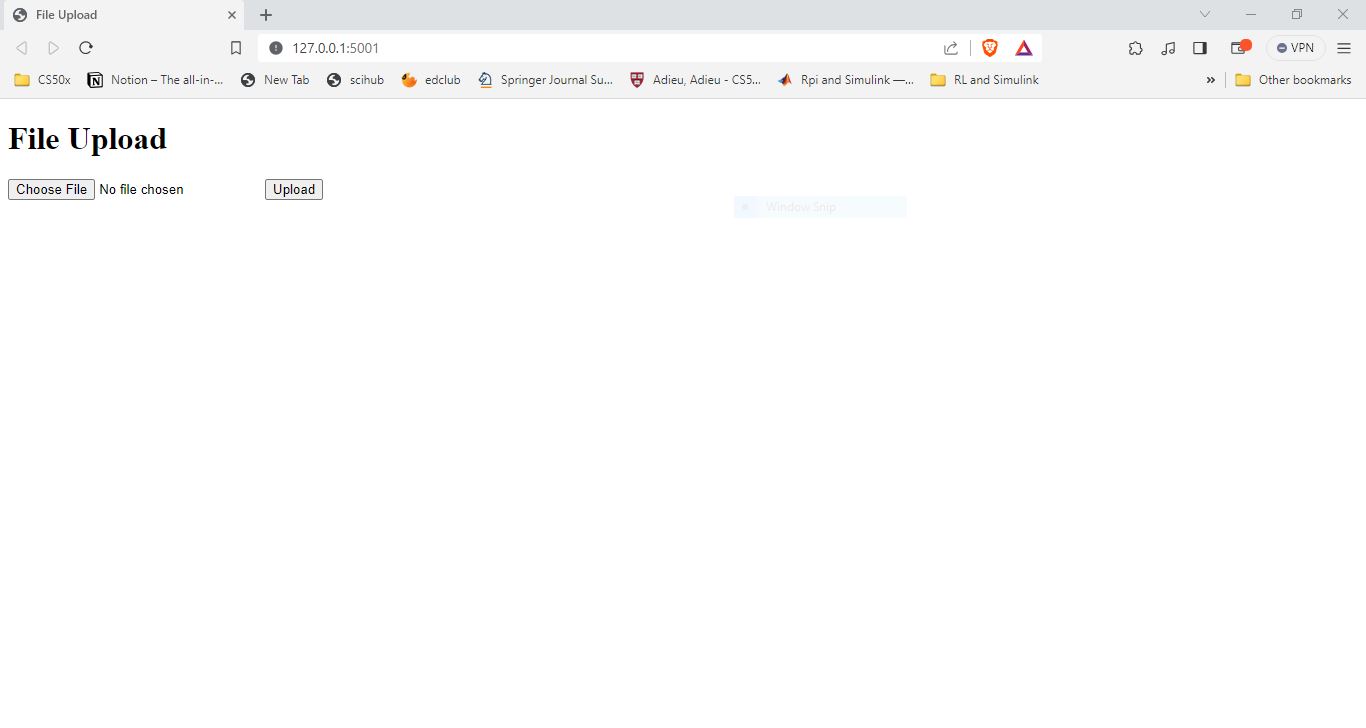 File Upload
127.0.0.1:5001
VPN
CS50x Notion – The all-in-... New Tab scihub edclub Springer Journal Su... Adieu, Adieu - CS5... Rpi and Simulink —... RL and Simulink » Other bookmarks
File Upload
Choose File No file chosen Upload
Window Snip